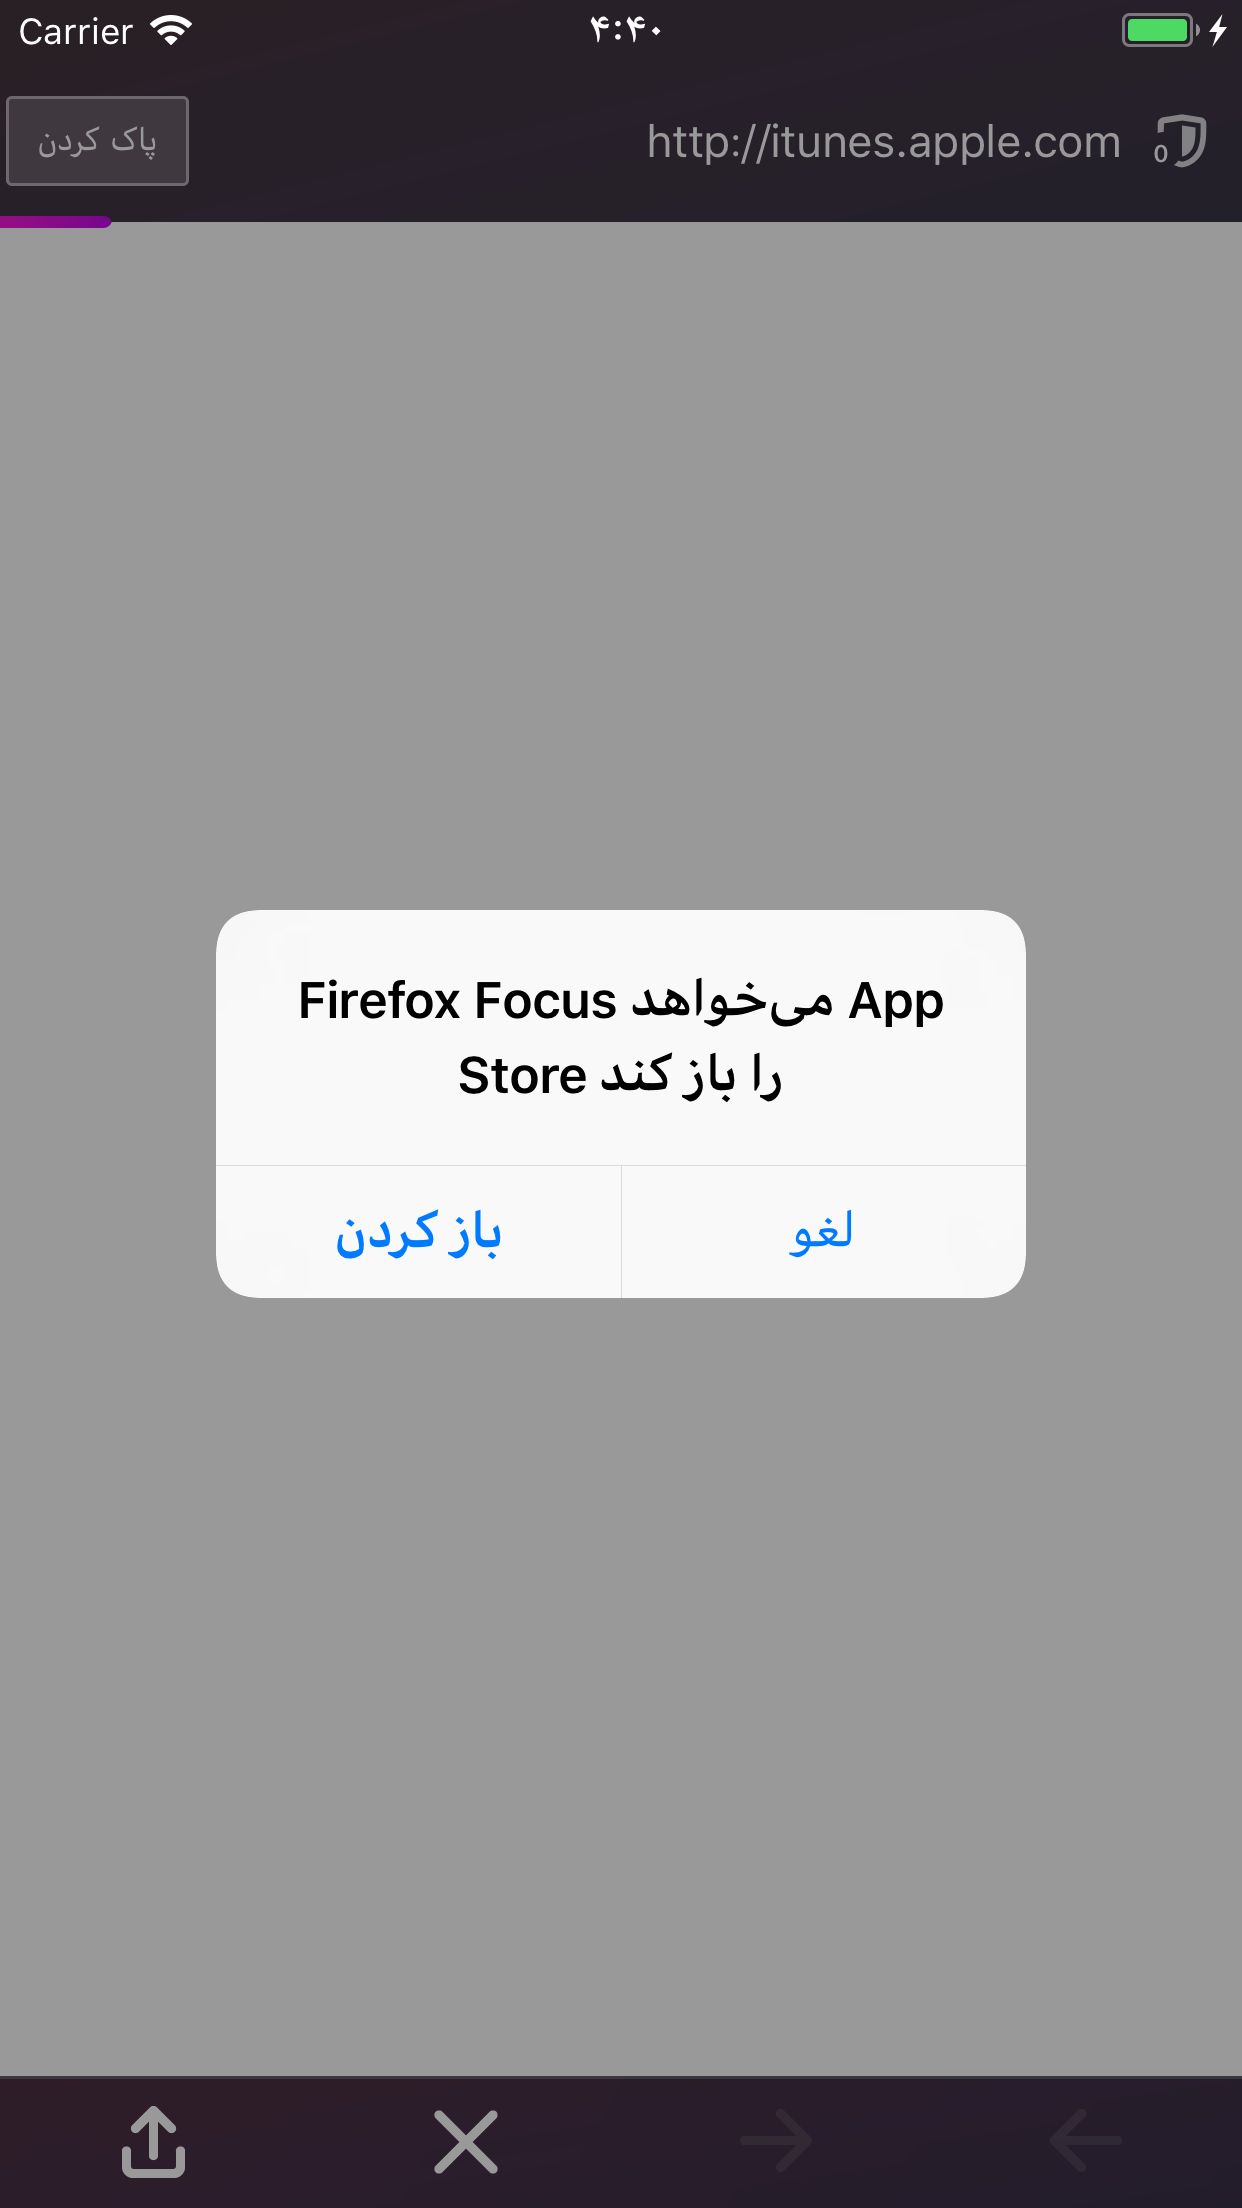 Carrier ۴:۴۰
پاک کردن http://itunes.apple.com 0
Firefox Focus می‌خواهد App
Store را باز کند
باز کردن
لغو